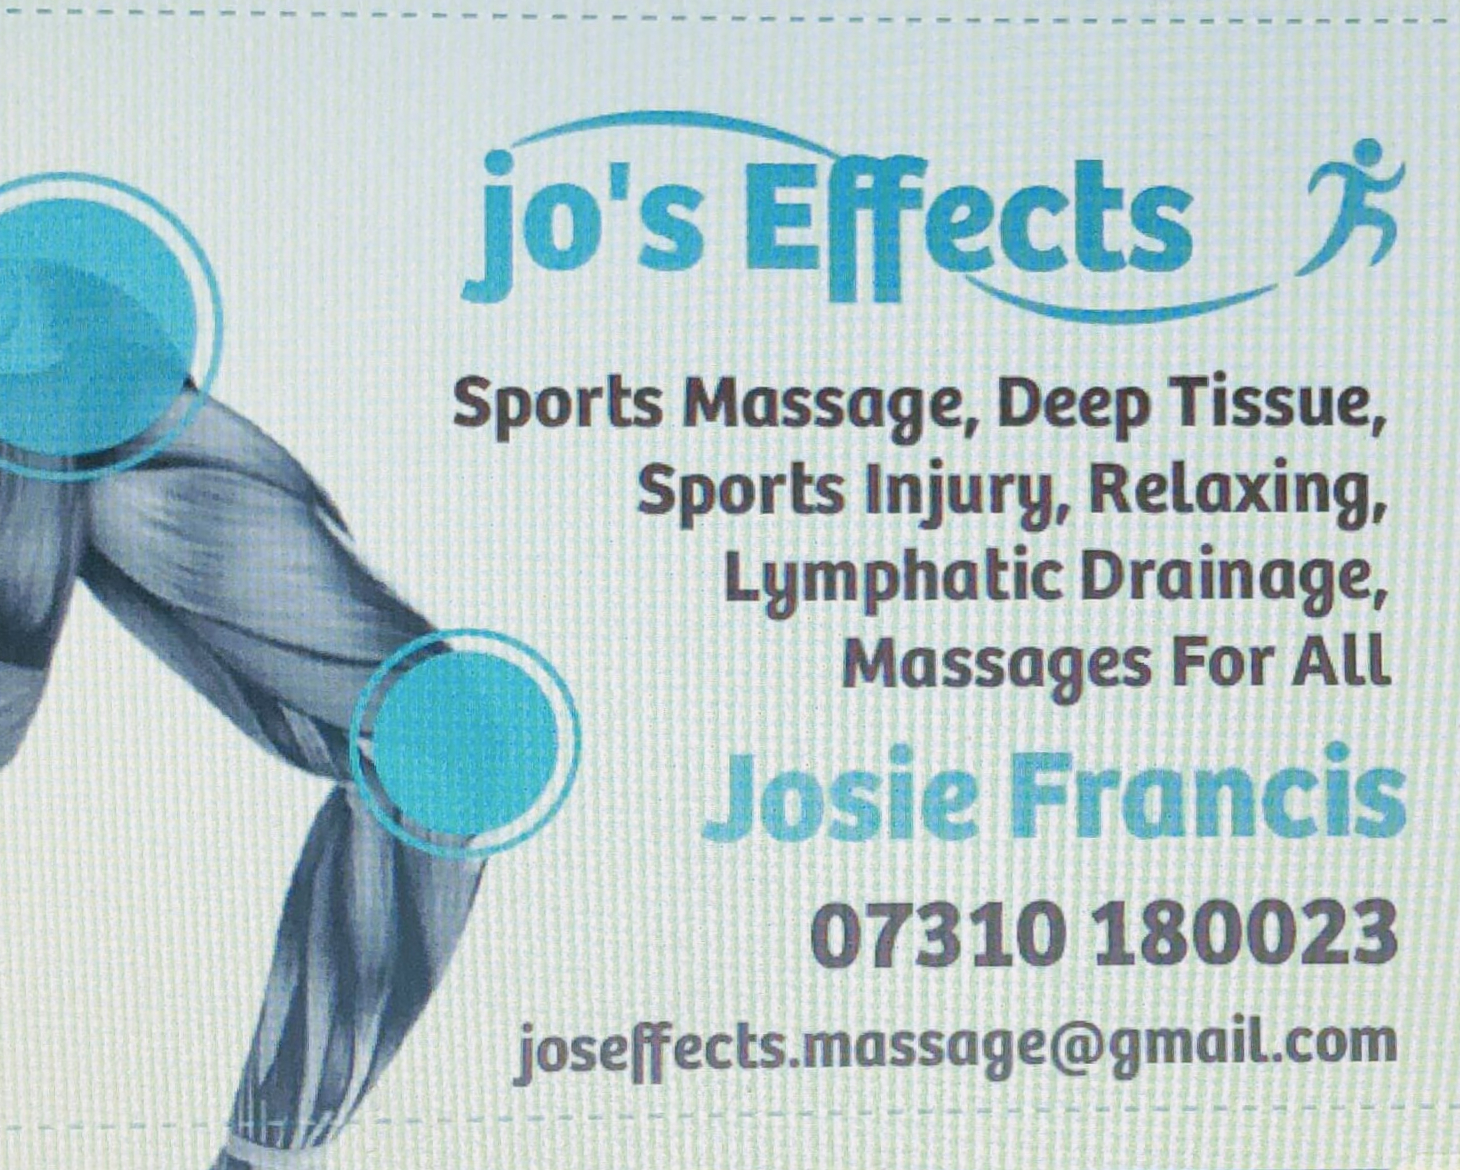 jo's Effects
Sports Massage, Deep Tissue,
Sports Injury, Relaxing,
Lymphatic Drainage,
Massages For All
Josie Francis
07310 180023
joseffects.massage@gmail.com